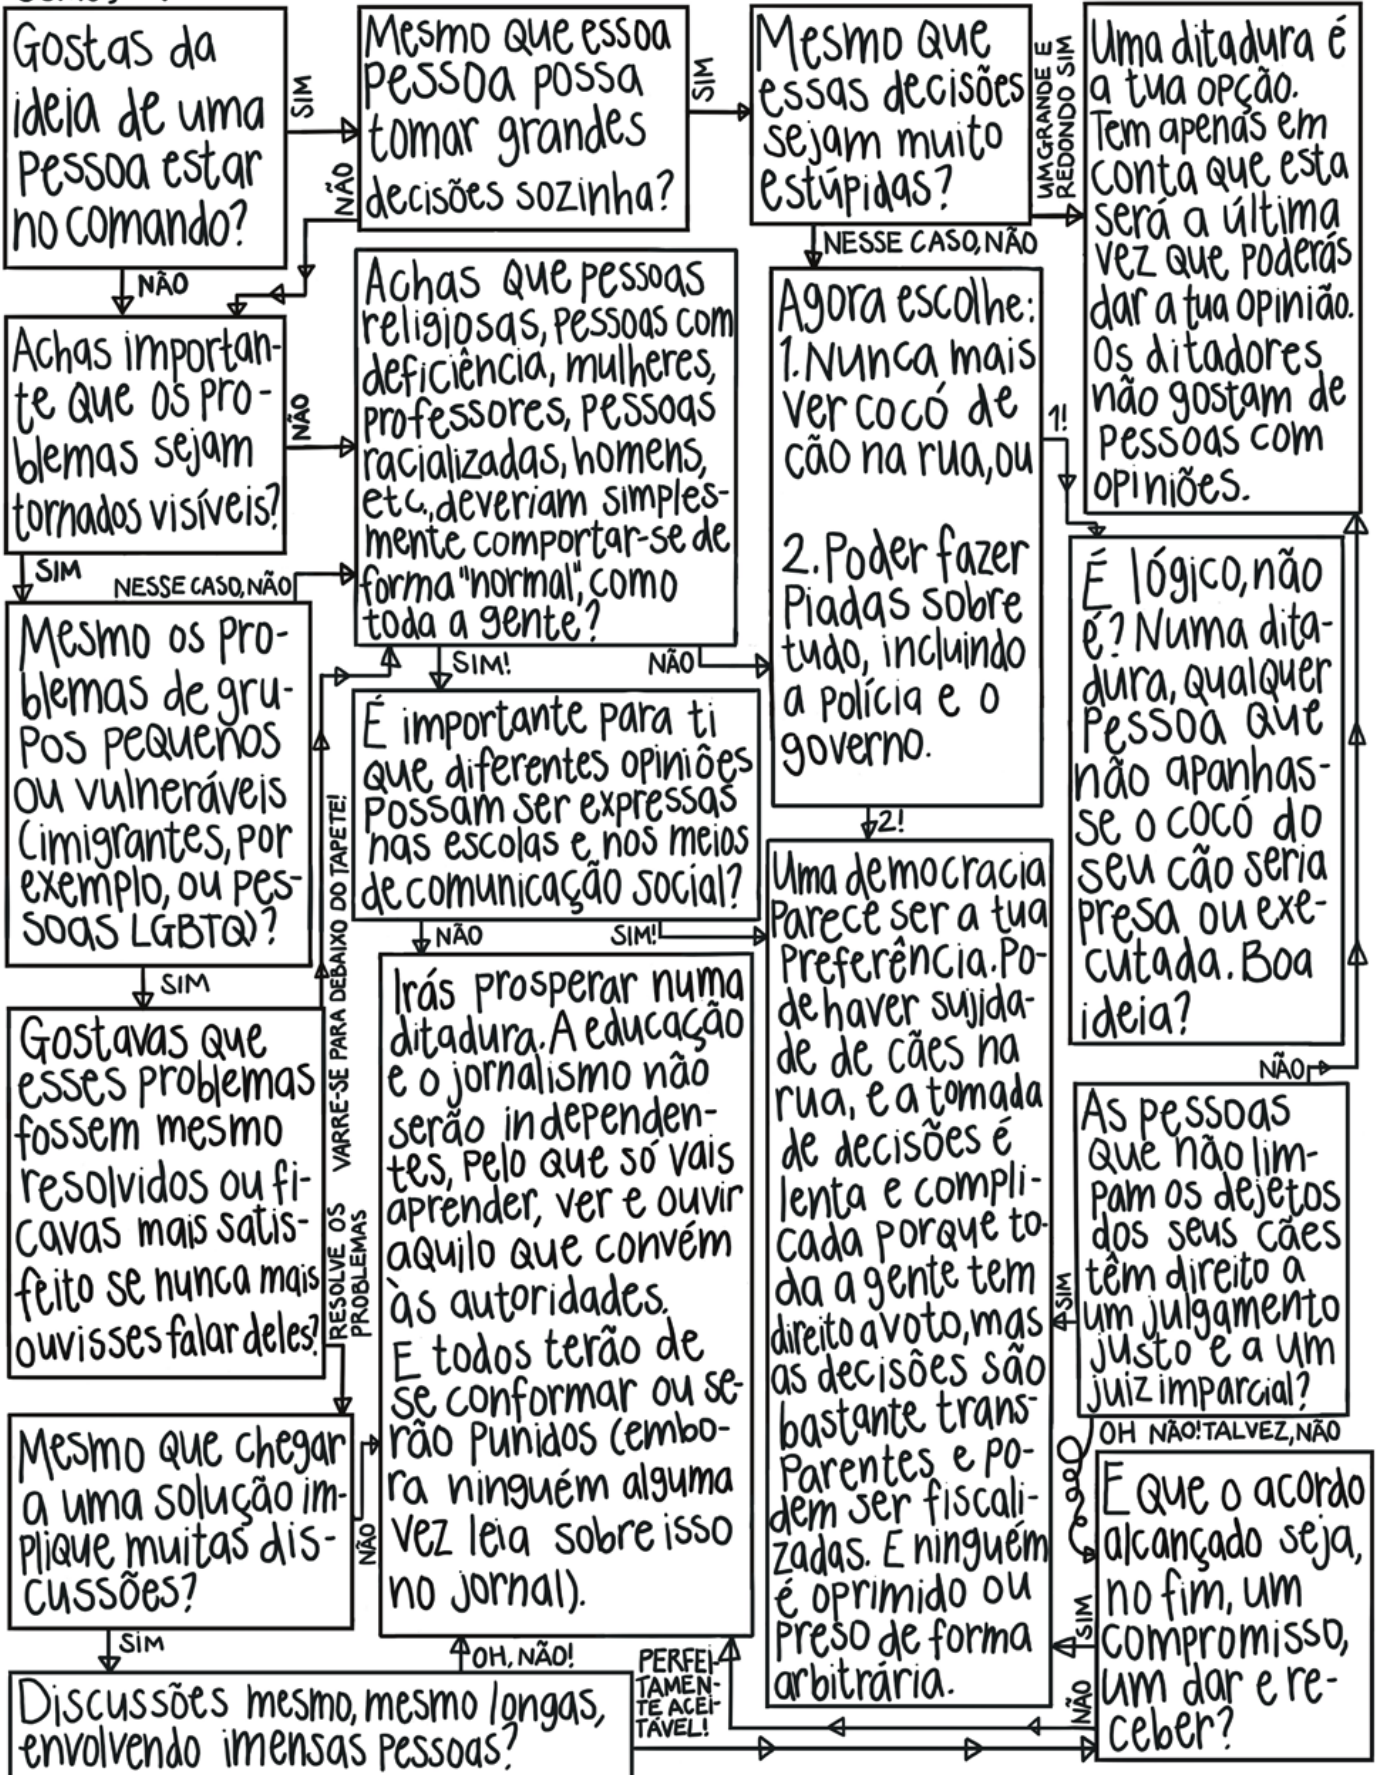 Gostas da
ideia de uma
pessoa estar
no comando?
SIM
NÃO
Mesmo que essoa
pessoa possa
tomar grandes
decisões sozinha?
SIM
NÃO
Mesmo que
essas decisões
sejam muito
estúpidas?
UM GRANDE E
REDONDO SIM
NESSE CASO, NÃO
Uma ditadura é
a tua opção.
Tem apenas em
conta que esta
será a última
vez que poderás
dar a tua opinião.
Os ditadores
não gostam de
pessoas com
opiniões.
Achas importan-
te que os pro-
blemas sejam
tornados visíveis?
NÃO
SIM
Achas que pessoas
religiosas, pessoas com
deficiência, mulheres,
professores, pessoas
racializadas, homens,
etc., deveriam simples-
mente comportar-se de
forma "normal", como
toda a gente?
SIM!
NÃO
Agora escolhe:
1. Nunca mais
ver cocó de
cão na rua, ou
2. Poder fazer
piadas sobre
tudo, incluindo
a polícia e o
governo.
1!
2!
É lógico, não
é? Numa dita-
dura, qualquer
pessoa que
não apanhas-
se o cocó do
seu cão seria
presa ou exe-
cutada. Boa
ideia?
NESSE CASO, NÃO
Mesmo os pro-
blemas de gru-
pos pequenos
ou vulneráveis
(imigrantes, por
exemplo, ou pes-
soas LGBTQ)?
SIM
É importante para ti
que diferentes opiniões
possam ser expressas
nas escolas e nos meios
de comunicação social?
NÃO
SIM!
Gostavas que
esses problemas
fossem mesmo
resolvidos ou fi-
cavas mais satis-
feito se nunca mais
ouvisses falar deles?
VARRE-SE PARA DEBAIXO DO TAPETE!
RESOLVE OS
PROBLEMAS
Irás prosperar numa
ditadura. A educação
e o jornalismo não
serão independen-
tes, pelo que só vais
aprender, ver e ouvir
aquilo que convém
às autoridades.
E todos terão de
se conformar ou se-
rão punidos (embo-
ra ninguém alguma
vez leia sobre isso
no jornal).
Uma democracia
parece ser a tua
preferência. Po-
de haver sujida-
de de cães na
rua, e a tomada
de decisões é
lenta e compli-
cada porque to-
da a gente tem
direito a voto, mas
as decisões são
bastante trans-
parentes e po-
dem ser fiscali-
zadas. E ninguém
é oprimido ou
preso de forma
arbitrária.
NÃO
As pessoas
que não lim-
pam os dejetos
dos seus cães
têm direito a
um julgamento
justo e a um
juiz imparcial?
SIM
OH NÃO! TALVEZ, NÃO
Mesmo que chegar
a uma solução im-
plique muitas dis-
cussões?
NÃO
SIM
Discussões mesmo, mesmo longas,
envolvendo imensas pessoas?
OH, NÃO!
PERFEI-
TAMEN-
TE ACEI-
TÁVEL!
E que o acordo
alcançado seja,
no fim, um
compromisso,
um dar e re-
ceber?
SIM
NÃO